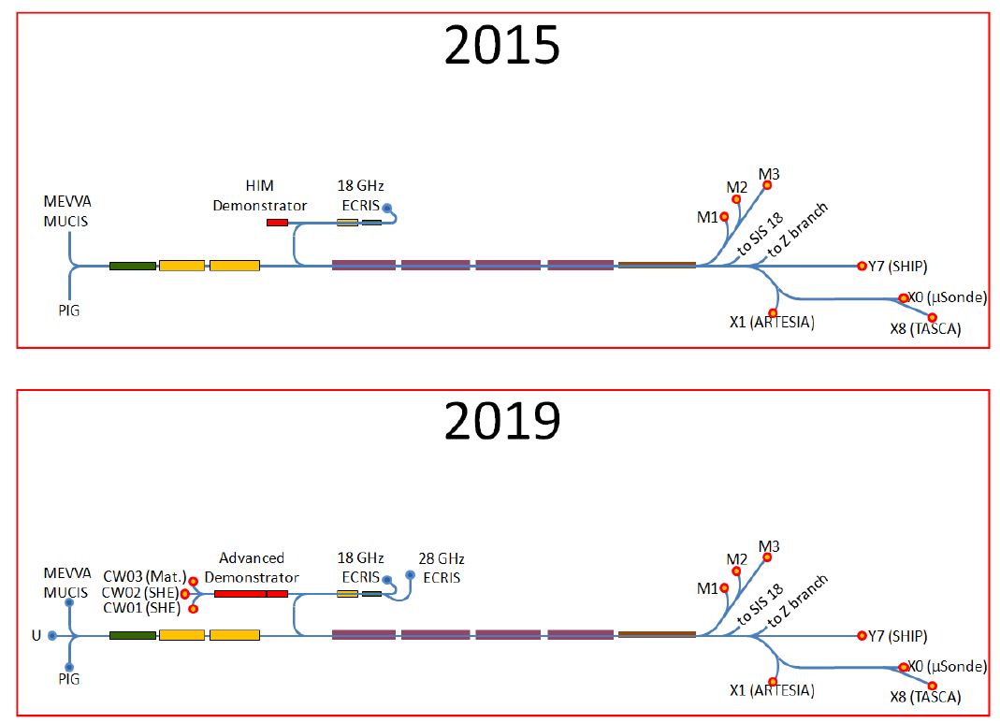 2015
MEVVA
MUCIS
PIG
HIM
Demonstrator
18 GHz
ECRIS
M1
M2
M3
to SIS 18
to Z branch
Y7 (SHIP)
X0 (µSonde)
X1 (ARTESIA)
X8 (TASCA)
2019
MEVVA
MUCIS
U
PIG
CW03 (Mat.)
CW02 (SHE)
CW01 (SHE)
Advanced
Demonstrator
18 GHz
ECRIS
28 GHz
ECRIS
M1
M2
M3
to SIS 18
to Z branch
Y7 (SHIP)
X0 (µSonde)
X1 (ARTESIA)
X8 (TASCA)